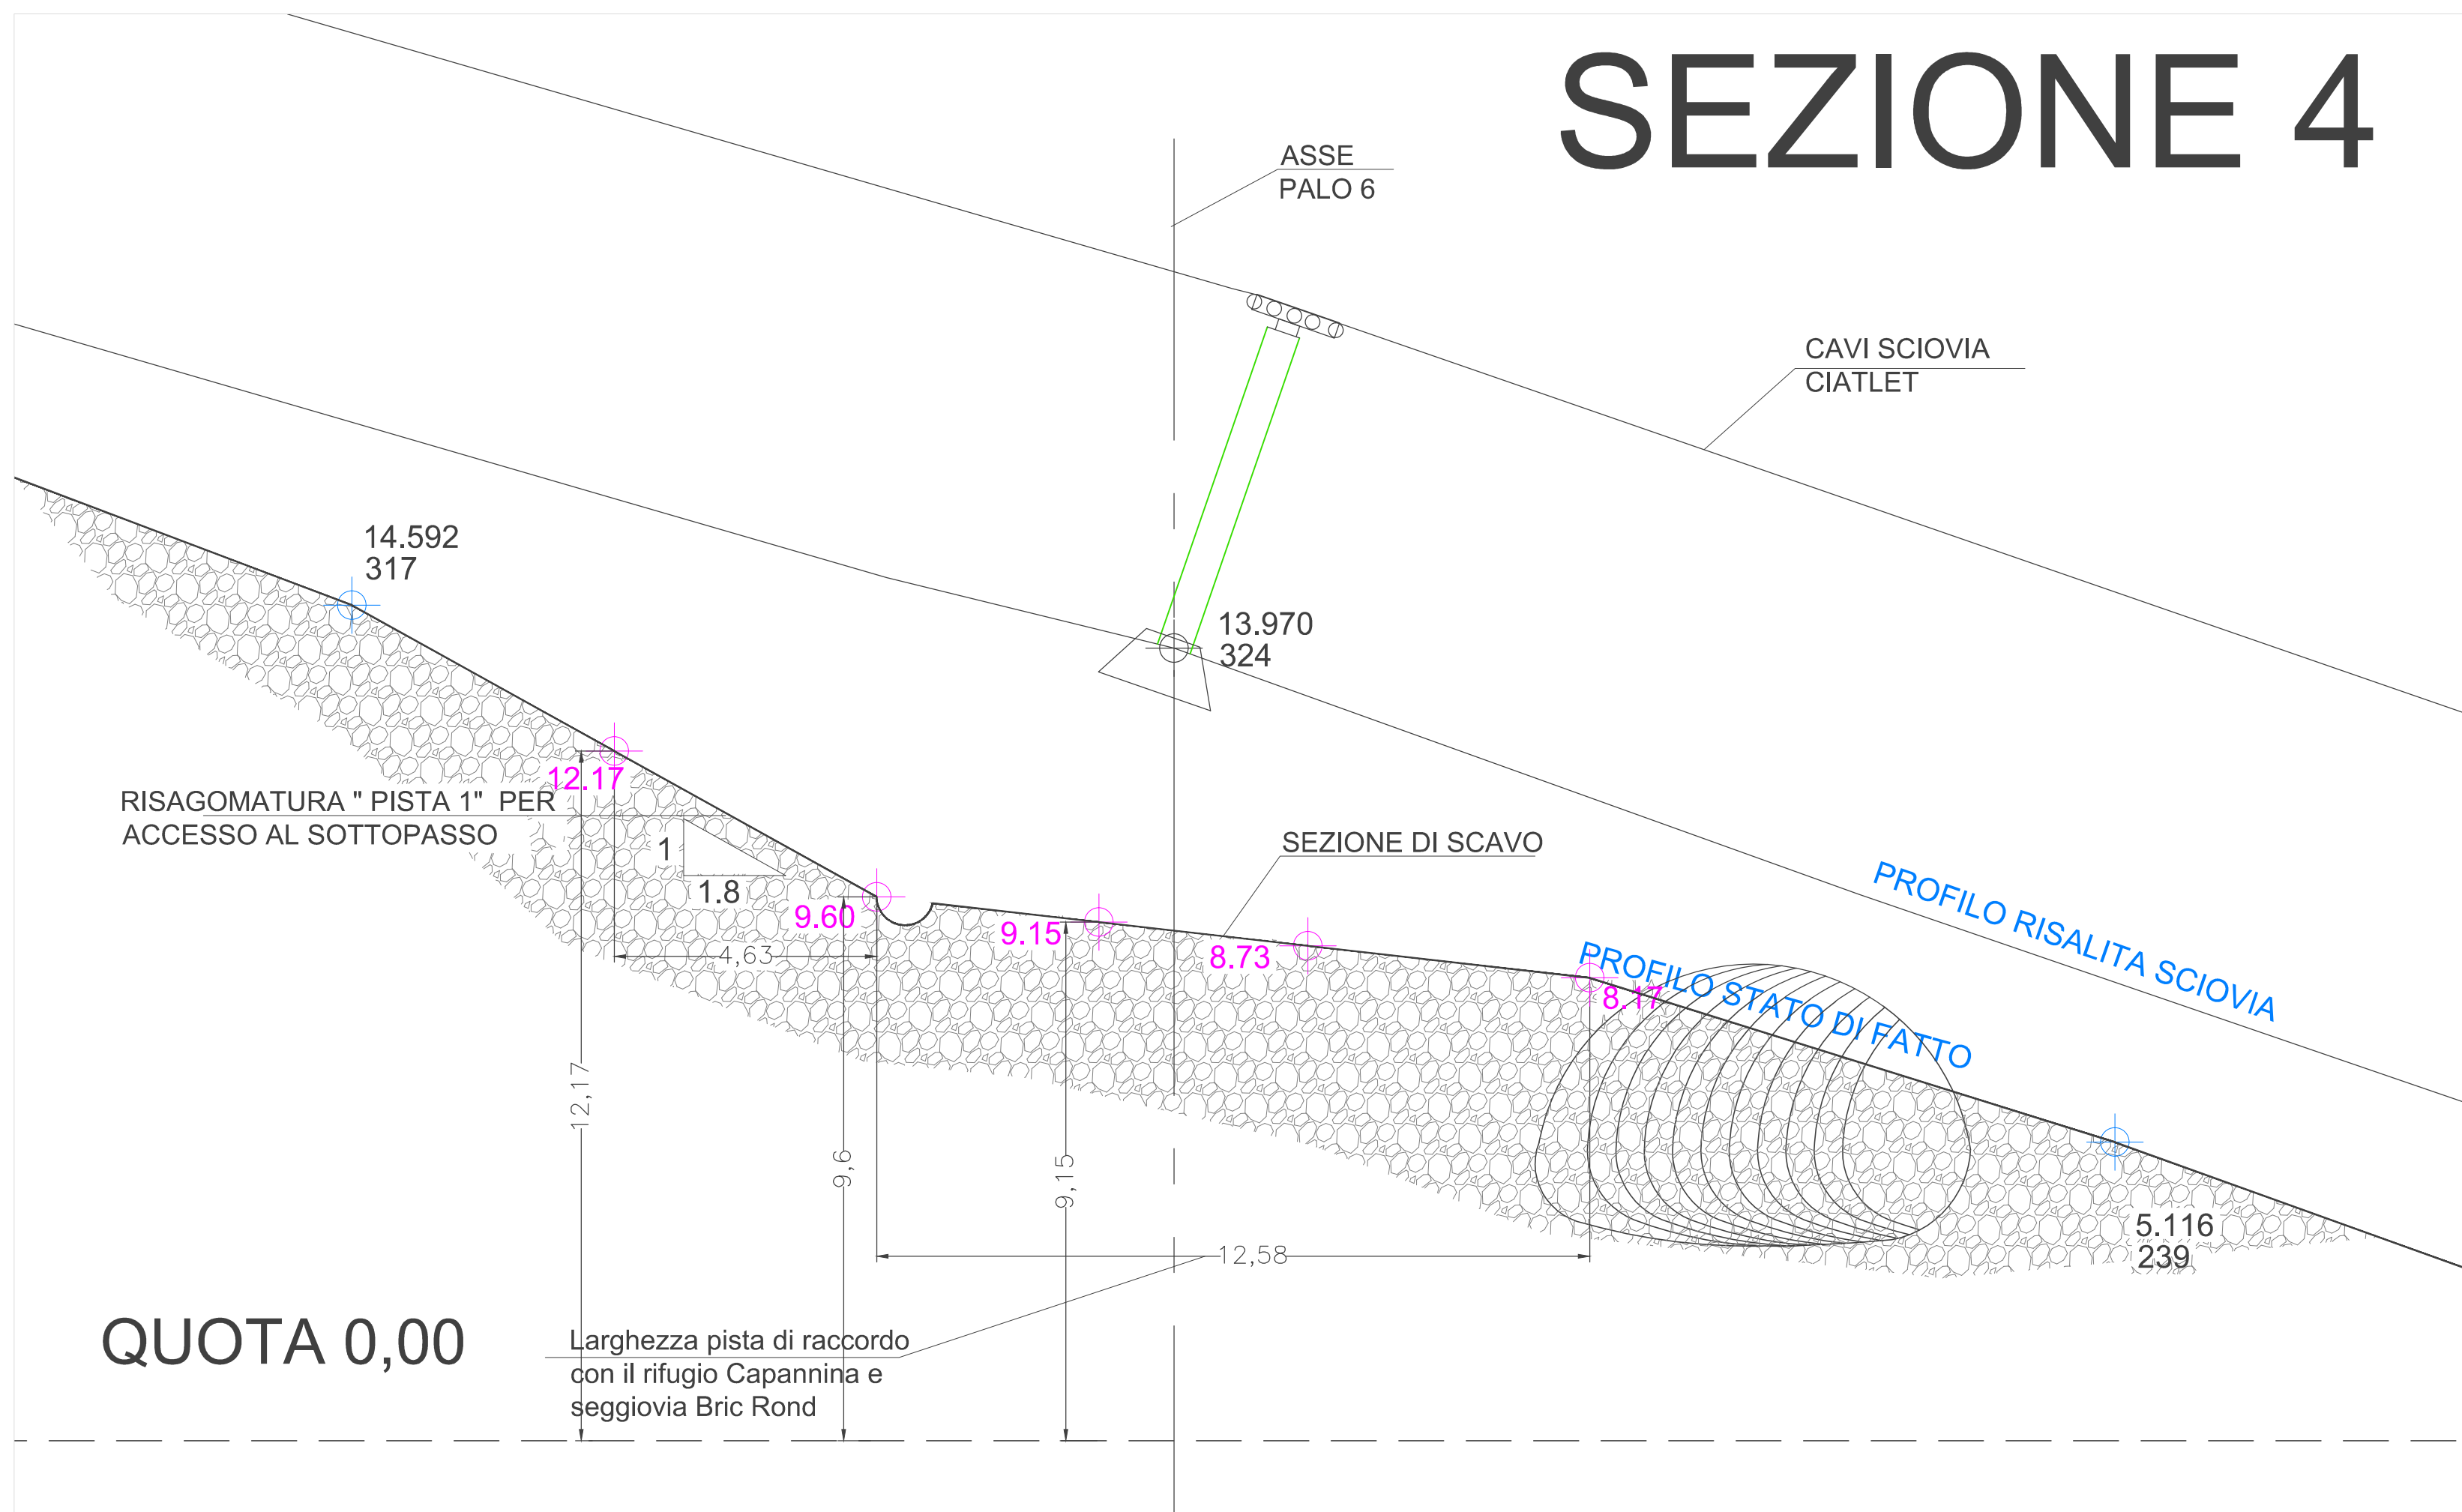 SEZIONE 4
ASSE
PALO 6
CAVI SCIOVIA
CIATLET
14.592
317
13.970
324
12.17
RISAGOMATURA " PISTA 1"  PER
ACCESSO AL SOTTOPASSO
1
1.8
SEZIONE DI SCAVO
9.60
9.15
8.73
8.17
4,63
PROFILO RISALITA SCIOVIA
PROFILO STATO DI FATTO
12,17
9,6
9,15
12,58
5.116
239
QUOTA 0,00
Larghezza pista di raccordo
con il rifugio Capannina e
seggiovia Bric Rond